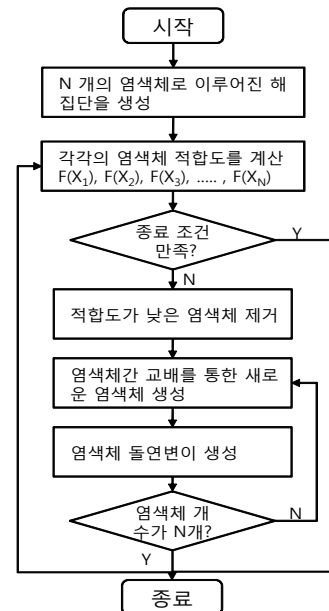 시작
N 개의 염색체로 이루어진 해
집단을 생성
각각의 염색체 적합도를 계산
F(X₁), F(X₂), F(X₃), ..... , F(X_N)
종료 조건
만족?
Y
N
적합도가 낮은 염색체 제거
염색체간 교배를 통한 새로
운 염색체 생성
염색체 돌연변이 생성
염색체 개
수가 N개?
N
Y
종료